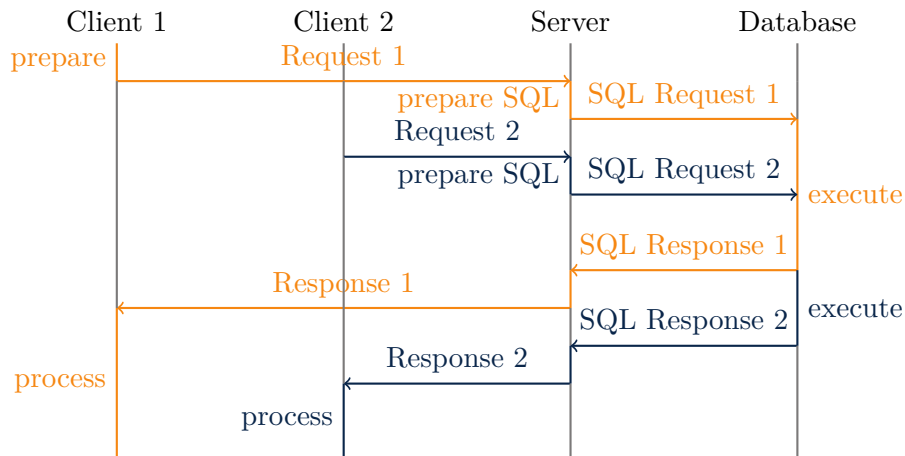 Client 1
Client 2
Server
Database
prepare
Request 1
prepare SQL
SQL Request 1
Request 2
prepare SQL
SQL Request 2
execute
SQL Response 1
Response 1
execute
SQL Response 2
Response 2
process
process